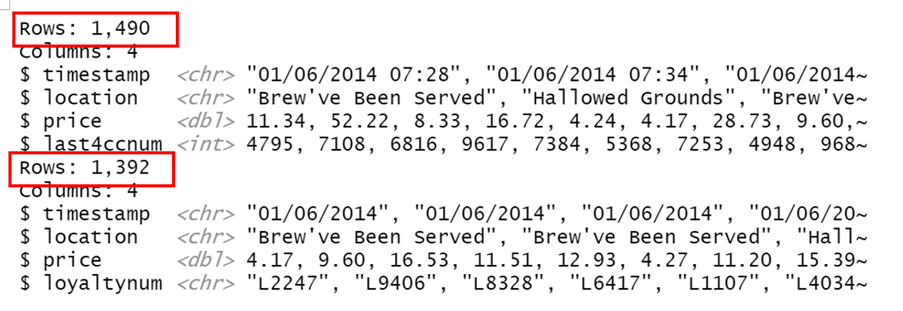 Rows: 1,490
Columns: 4
$ timestamp <chr> "01/06/2014 07:28", "01/06/2014 07:34", "01/06/2014~
$ location <chr> "Brew've Been Served", "Hallowed Grounds", "Brew've~
$ price <dbl> 11.34, 52.22, 8.33, 16.72, 4.24, 4.17, 28.73, 9.60,~
$ last4ccnum <int> 4795, 7108, 6816, 9617, 7384, 5368, 7253, 4948, 968~
Rows: 1,392
Columns: 4
$ timestamp <chr> "01/06/2014", "01/06/2014", "01/06/2014", "01/06/20~
$ location <chr> "Brew've Been Served", "Brew've Been Served", "Hall~
$ price <dbl> 4.17, 9.60, 16.53, 11.51, 12.93, 4.27, 11.20, 15.39~
$ loyaltynum <chr> "L2247", "L9406", "L8328", "L6417", "L1107", "L4034~